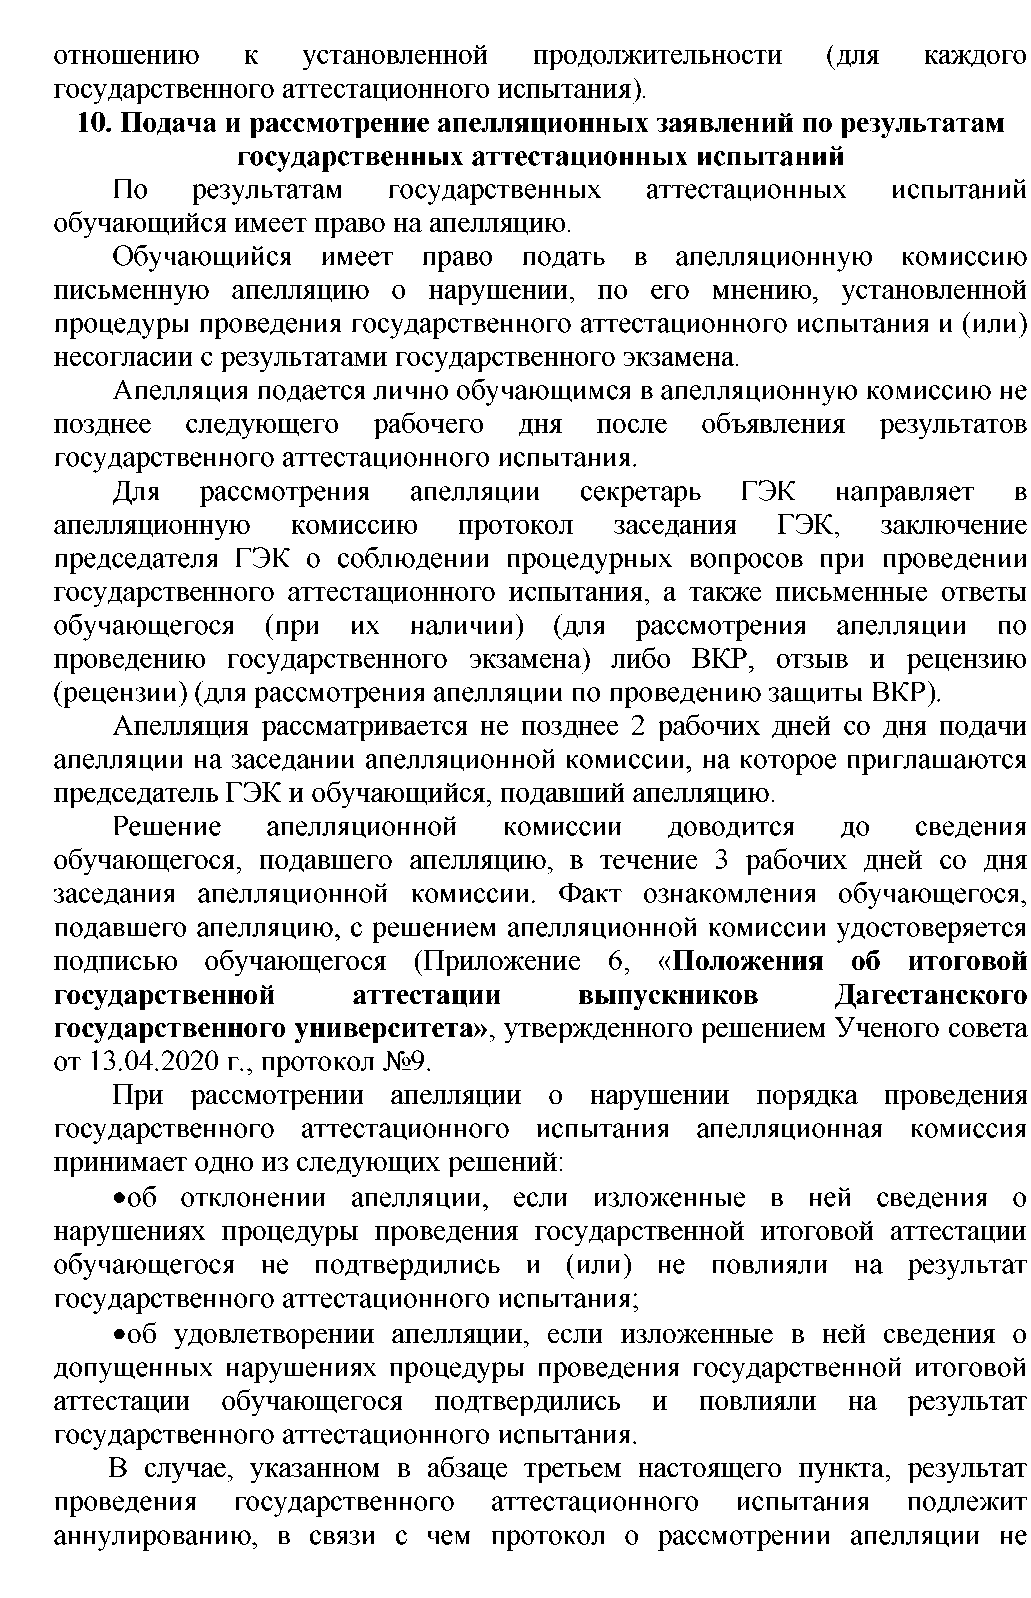 отношению к установленной продолжительности (для каждого
государственного аттестационного испытания).
10. Подача и рассмотрение апелляционных заявлений по результатам
государственных аттестационных испытаний
По результатам государственных аттестационных испытаний
обучающийся имеет право на апелляцию.
Обучающийся имеет право подать в апелляционную комиссию
письменную апелляцию о нарушении, по его мнению, установленной
процедуры проведения государственного аттестационного испытания и (или)
несогласии с результатами государственного экзамена.
Апелляция подается лично обучающимся в апелляционную комиссию не
позднее следующего рабочего дня после объявления результатов
государственного аттестационного испытания.
Для рассмотрения апелляции секретарь ГЭК направляет в
апелляционную комиссию протокол заседания ГЭК, заключение
председателя ГЭК о соблюдении процедурных вопросов при проведении
государственного аттестационного испытания, а также письменные ответы
обучающегося (при их наличии) (для рассмотрения апелляции по
проведению государственного экзамена) либо ВКР, отзыв и рецензию
(рецензии) (для рассмотрения апелляции по проведению защиты ВКР).
Апелляция рассматривается не позднее 2 рабочих дней со дня подачи
апелляции на заседании апелляционной комиссии, на которое приглашаются
председатель ГЭК и обучающийся, подавший апелляцию.
Решение апелляционной комиссии доводится до сведения
обучающегося, подавшего апелляцию, в течение 3 рабочих дней со дня
заседания апелляционной комиссии. Факт ознакомления обучающегося,
подавшего апелляцию, с решением апелляционной комиссии удостоверяется
подписью обучающегося (Приложение 6, «Положения об итоговой
государственной аттестации выпускников Дагестанского
государственного университета», утвержденного решением Ученого совета
от 13.04.2020 г., протокол №9.
При рассмотрении апелляции о нарушении порядка проведения
государственного аттестационного испытания апелляционная комиссия
принимает одно из следующих решений:
•об отклонении апелляции, если изложенные в ней сведения о
нарушениях процедуры проведения государственной итоговой аттестации
обучающегося не подтвердились и (или) не повлияли на результат
государственного аттестационного испытания;
•об удовлетворении апелляции, если изложенные в ней сведения о
допущенных нарушениях процедуры проведения государственной итоговой
аттестации обучающегося подтвердились и повлияли на результат
государственного аттестационного испытания.
В случае, указанном в абзаце третьем настоящего пункта, результат
проведения государственного аттестационного испытания подлежит
аннулированию, в связи с чем протокол о рассмотрении апелляции не